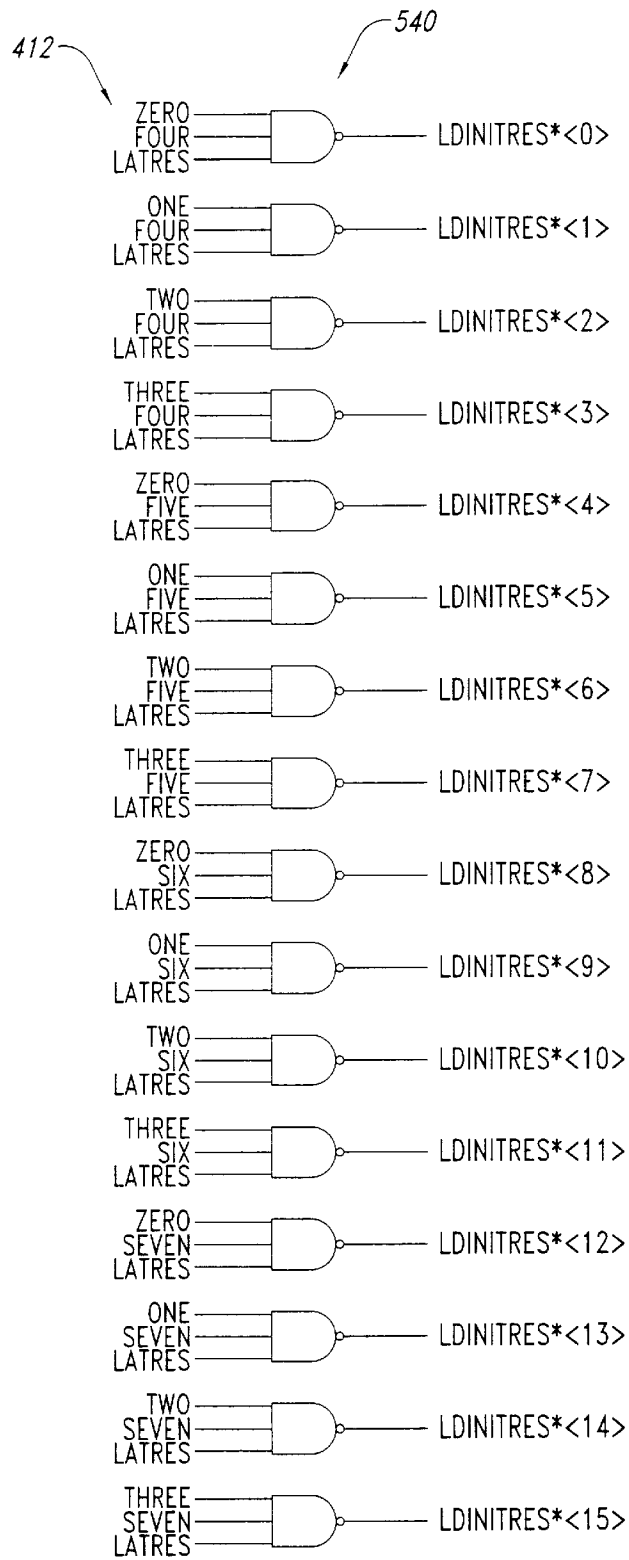 540
412
ZERO
FOUR
LATRES
LDINITRES*<0>
ONE
FOUR
LATRES
LDINITRES*<1>
TWO
FOUR
LATRES
LDINITRES*<2>
THREE
FOUR
LATRES
LDINITRES*<3>
ZERO
FIVE
LATRES
LDINITRES*<4>
ONE
FIVE
LATRES
LDINITRES*<5>
TWO
FIVE
LATRES
LDINITRES*<6>
THREE
FIVE
LATRES
LDINITRES*<7>
ZERO
SIX
LATRES
LDINITRES*<8>
ONE
SIX
LATRES
LDINITRES*<9>
TWO
SIX
LATRES
LDINITRES*<10>
THREE
SIX
LATRES
LDINITRES*<11>
ZERO
SEVEN
LATRES
LDINITRES*<12>
ONE
SEVEN
LATRES
LDINITRES*<13>
TWO
SEVEN
LATRES
LDINITRES*<14>
THREE
SEVEN
LATRES
LDINITRES*<15>